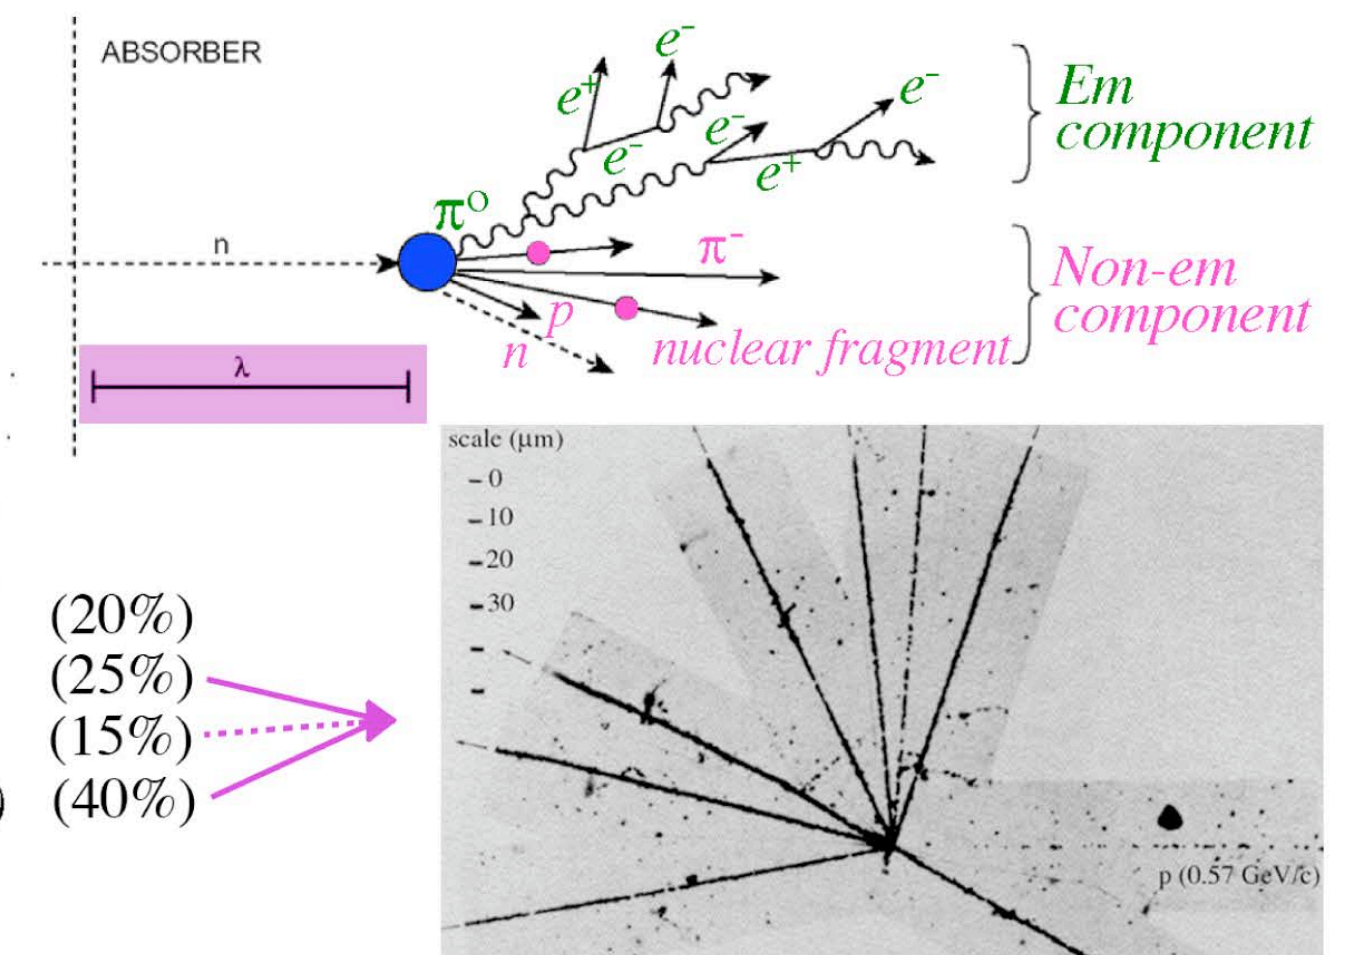 ABSORBER
e⁻
e⁺
e⁻
e⁻
e⁻
e⁺
Em
component
π⁰
n
π⁻
Non-em
component
p
n
nuclear fragment
λ
scale (μm)
- 0
- 10
- 20
- 30
-
-
p (0.57 GeV/c)
(20%)
(25%)
(15%)
) (40%)